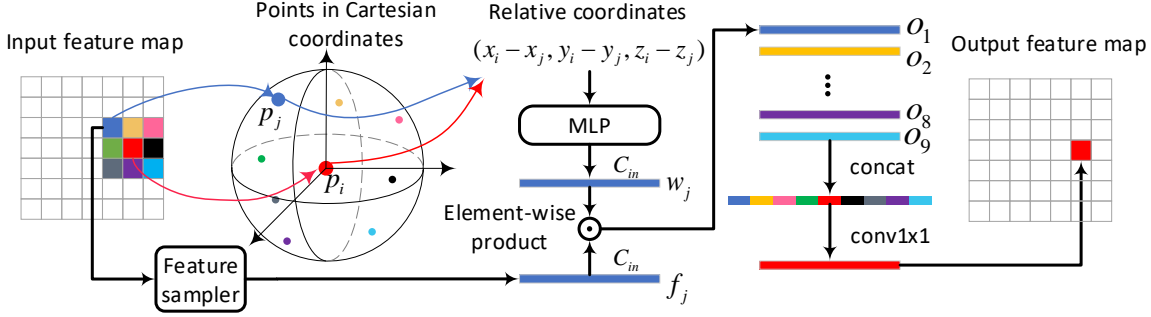 Input feature map
Points in Cartesian
coordinates
p_j
p_i
Feature
sampler
Relative coordinates
(x_i − x_j, y_i − y_j, z_i − z_j)
MLP
C_in
w_j
Element-wise
product
C_in
f_j
o_1
o_2
o_8
o_9
concat
conv1x1
Output feature map